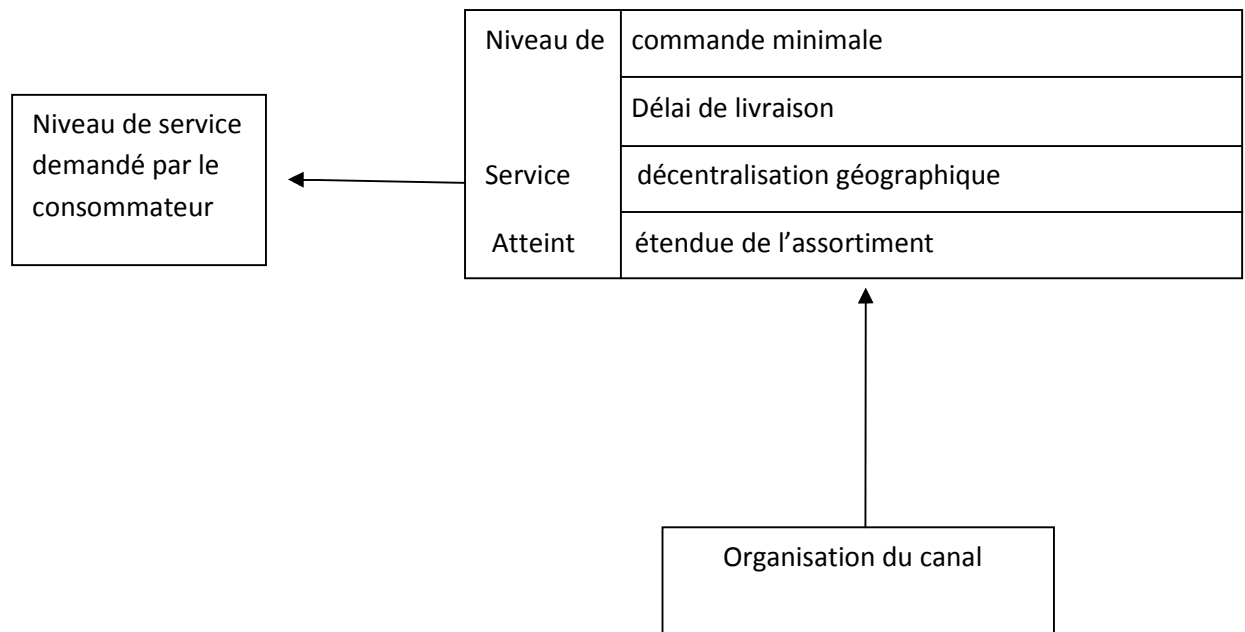 Niveau de service
demandé par le
consommateur
Niveau de commande minimale
Délai de livraison
Service décentralisation géographique
Atteint étendue de l’assortiment
Organisation du canal